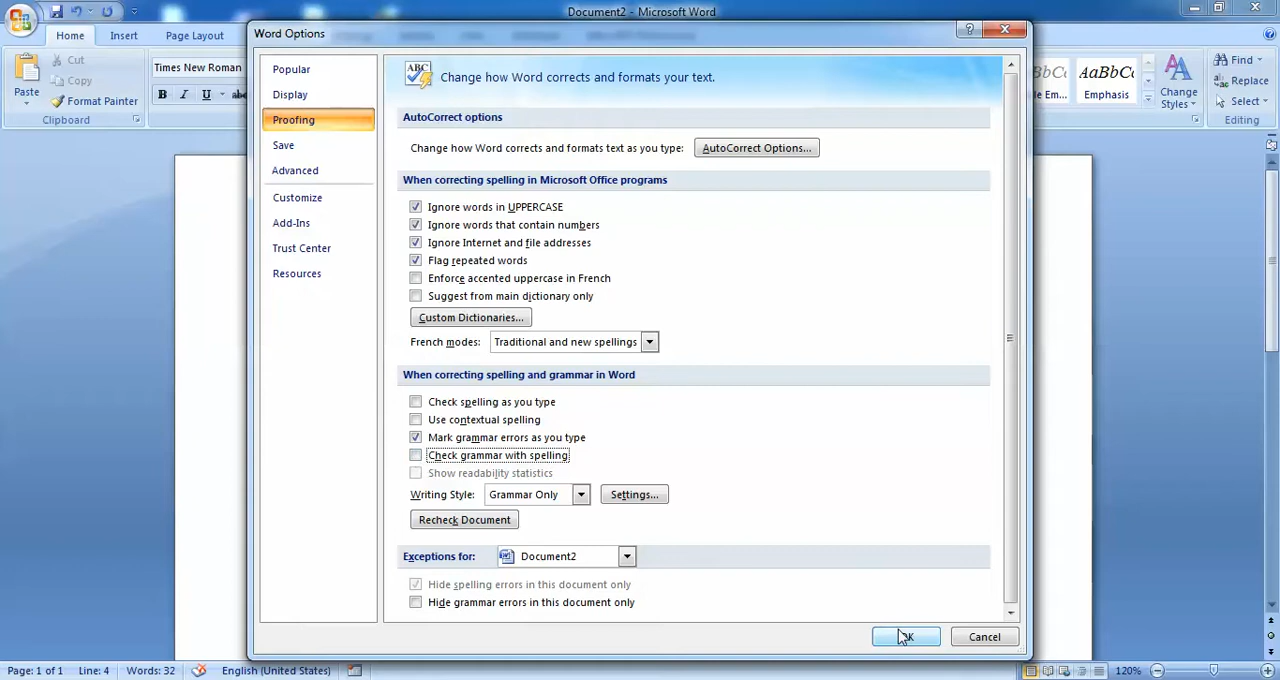 Document2 - Microsoft Word
Home Insert Page Layout
Paste
Cut
Copy
Format Painter
Clipboard
Times New Roman
B I U abc
AaBbCc
Emphasis
Change Styles
Find
Replace
Select
Editing
Word Options
Popular
Display
Proofing
Save
Advanced
Customize
Add-Ins
Trust Center
Resources
ABC
Change how Word corrects and formats your text.
AutoCorrect options
Change how Word corrects and formats text as you type: AutoCorrect Options...
When correcting spelling in Microsoft Office programs
Ignore words in UPPERCASE
Ignore words that contain numbers
Ignore Internet and file addresses
Flag repeated words
Enforce accented uppercase in French
Suggest from main dictionary only
Custom Dictionaries...
French modes: Traditional and new spellings
When correcting spelling and grammar in Word
Check spelling as you type
Use contextual spelling
Mark grammar errors as you type
Check grammar with spelling
Show readability statistics
Writing Style: Grammar Only Settings...
Recheck Document
Exceptions for: Document2
Hide spelling errors in this document only
Hide grammar errors in this document only
OK Cancel
Page: 1 of 1 Line: 4 Words: 32 English (United States) 120%